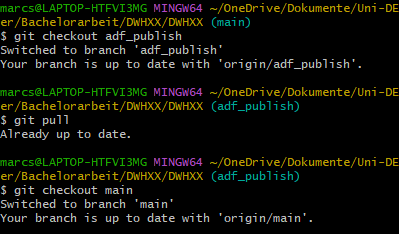 marcs@LAPTOP-HTFVI3MG MINGW64 ~/OneDrive/Dokumente/Uni-DE
er/Bachelorarbeit/DWHXX/DWHXX (main)
$ git checkout adf_publish
Switched to branch 'adf_publish'
Your branch is up to date with 'origin/adf_publish'.
marcs@LAPTOP-HTFVI3MG MINGW64 ~/OneDrive/Dokumente/Uni-DE
er/Bachelorarbeit/DWHXX/DWHXX (adf_publish)
$ git pull
Already up to date.
marcs@LAPTOP-HTFVI3MG MINGW64 ~/OneDrive/Dokumente/Uni-DE
er/Bachelorarbeit/DWHXX/DWHXX (adf_publish)
$ git checkout main
Switched to branch 'main'
Your branch is up to date with 'origin/main'.